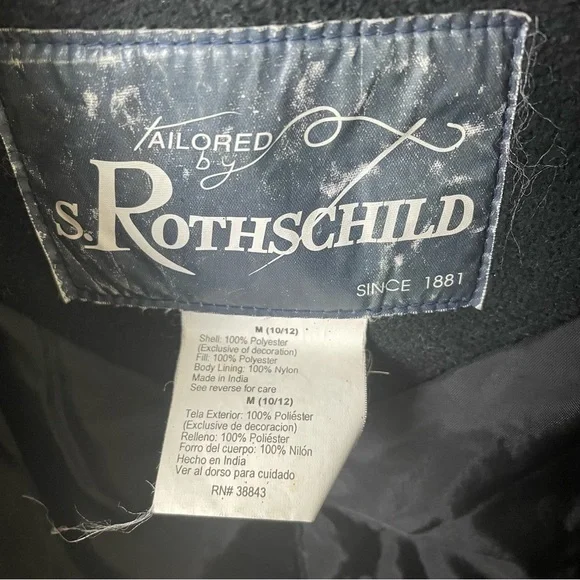 TAILORED
by
S. ROTHSCHILD
SINCE 1881
M (10/12)
Shell: 100% Polyester
(Exclusive of decoration)
Fill: 100% Polyester
Body Lining: 100% Nylon
Made in India
See reverse for care
M (10/12)
Tela Exterior: 100% Poliéster
(Exclusive de decoracion)
Relleno: 100% Poliéster
Forro del cuerpo: 100% Nilón
Hecho en India
Ver al dorso para cuidado
RN# 38843